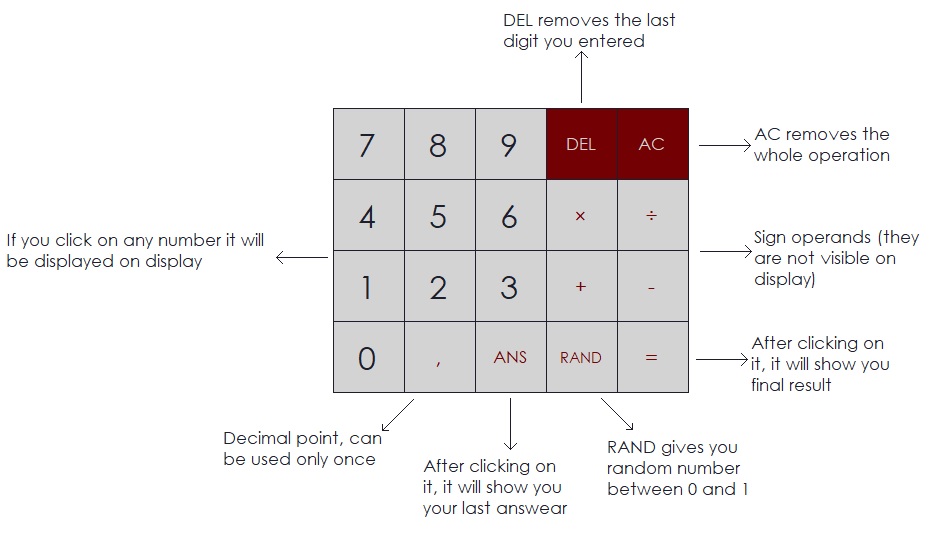 DEL removes the last
digit you entered
7 8 9 DEL AC
AC removes the
whole operation
4 5 6 × ÷
If you click on any number it will
be displayed on display
Sign operands (they
are not visible on
display)
1 2 3 + -
0 , ANS RAND =
After clicking on
it, it will show you
final result
Decimal point, can
be used only once
After clicking on
it, it will show you
your last answear
RAND gives you
random number
between 0 and 1